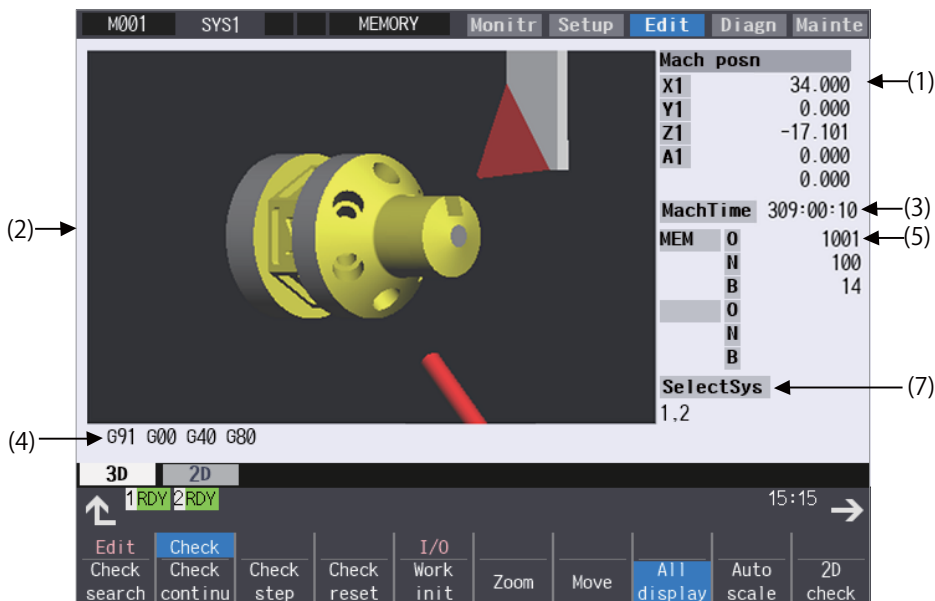 M001 SYS1 MEMORY Monitr Setup Edit Diagn Mainte
Mach posn
(1)
X1 34.000
Y1 0.000
Z1 -17.101
A1 0.000
0.000
MachTime 309:00:10 (3)
(2)
MEM O 1001 (5)
N 100
B 14
O
N
B
SelectSys (7)
1,2
(4) G91 G00 G40 G80
3D 2D
1 RDY 2 RDY 15:15
Edit Check I/O
Check Check Check Check Work Zoom Move All Auto 2D
search continu step reset init display scale check